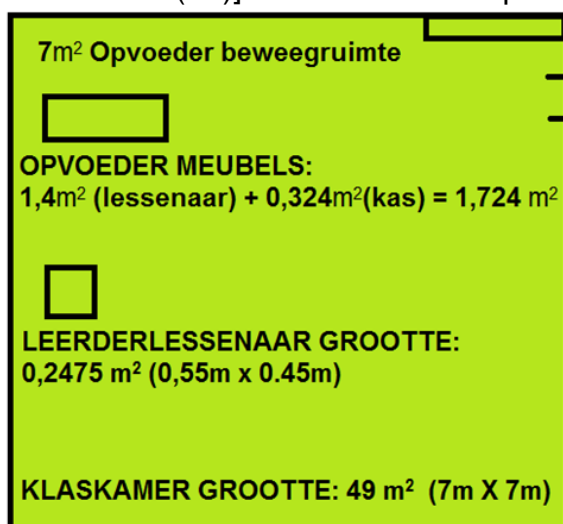 7m² Opvoeder beweegruimte
OPVOEDER MEUBELS:
1,4m² (lessenaar) + 0,324m²(kas) = 1,724 m²
LEERDERLESSENAAR GROOTTE:
0,2475 m² (0,55m x 0.45m)
KLASKAMER GROOTTE: 49 m² (7m X 7m)